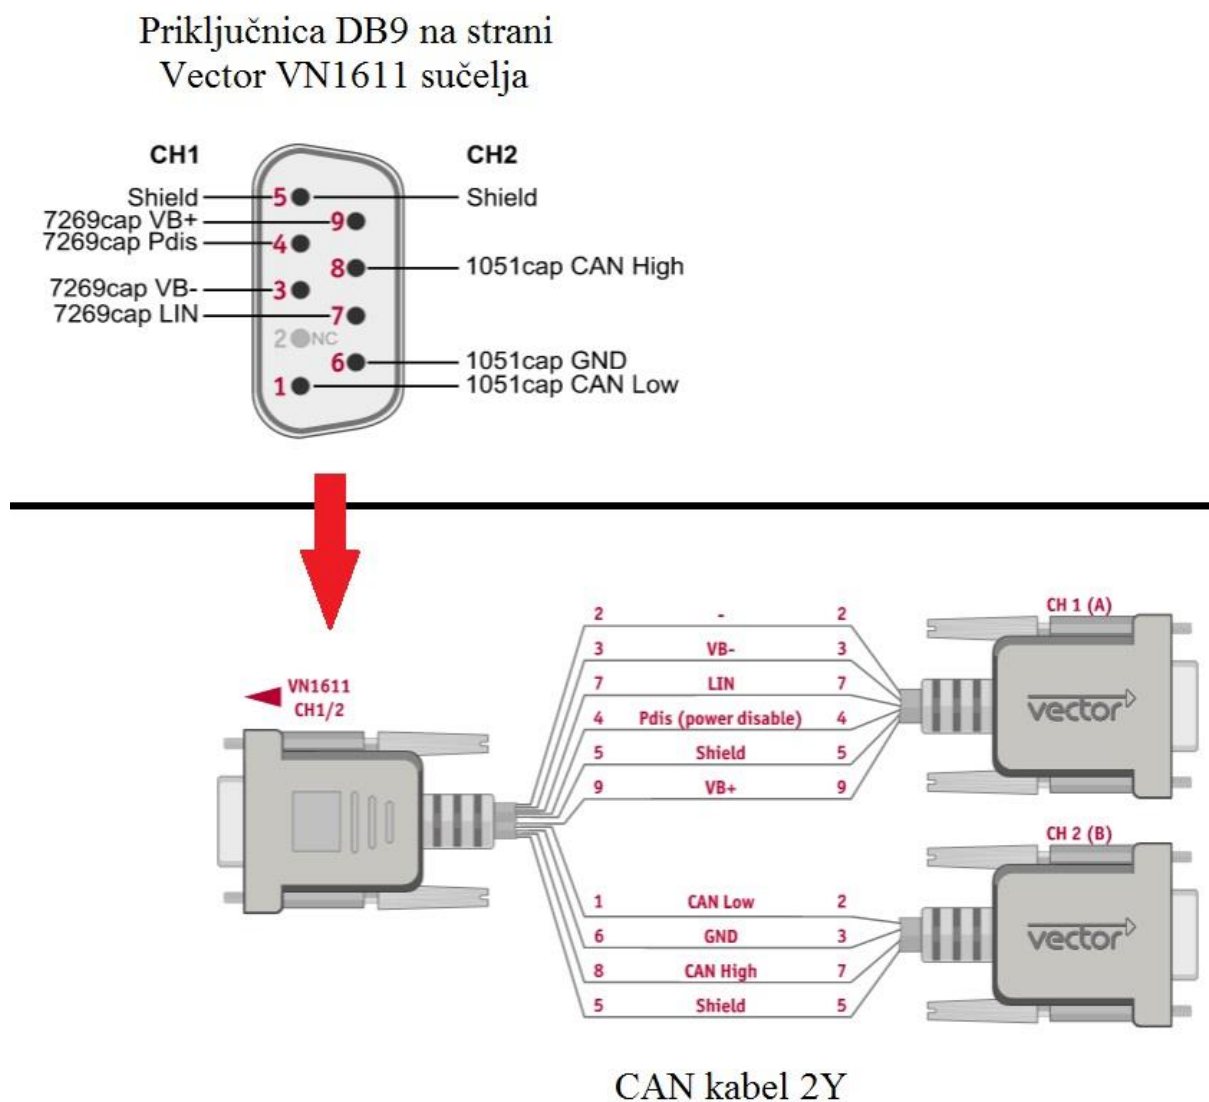 Priključnica DB9 na strani
Vector VN1611 sučelja
CH1 CH2
Shield 5 Shield
7269cap VB+ 9
7269cap Pdis 4
8 1051cap CAN High
7269cap VB- 3
7269cap LIN 7
2 NC
6 1051cap GND
1 1051cap CAN Low
CH 1 (A)
2 - 2
3 VB- 3
7 LIN 7
4 Pdis (power disable) 4
5 Shield 5
9 VB+ 9
vector
VN1611
CH1/2
CH 2 (B)
1 CAN Low 2
6 GND 3
8 CAN High 7
5 Shield 5
vector
CAN kabel 2Y